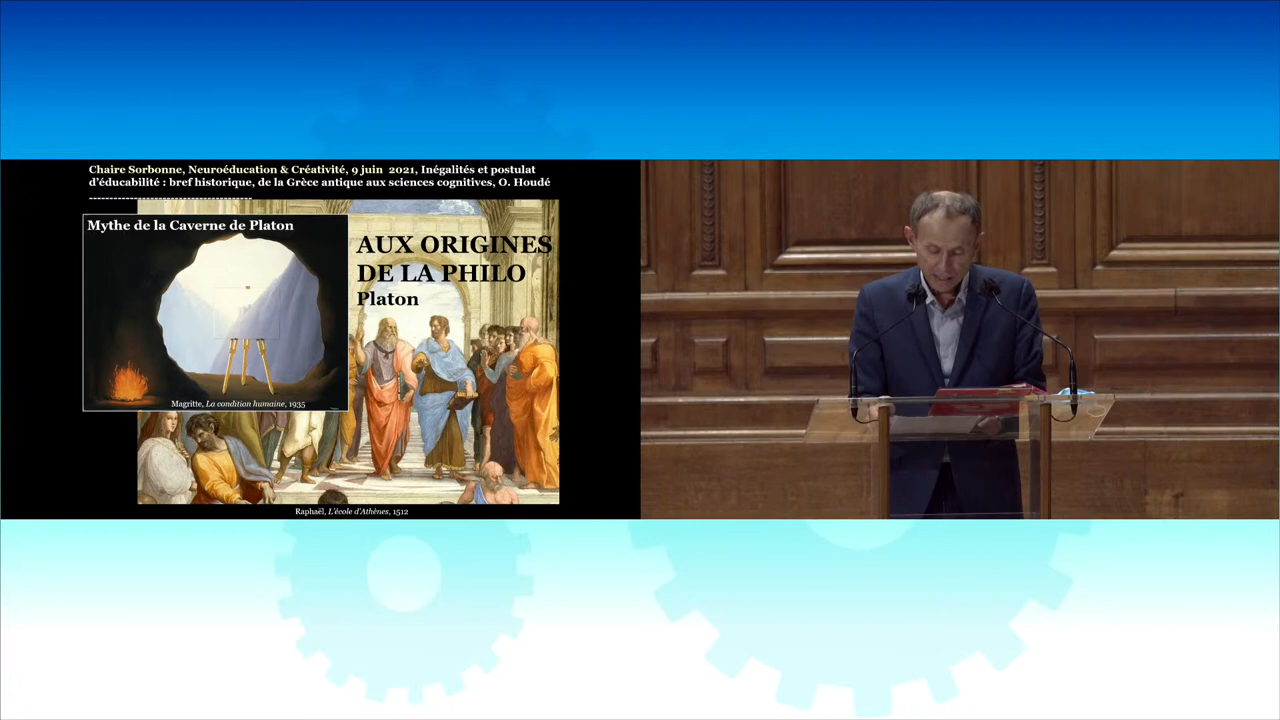 Chaire Sorbonne, Neuroéducation & Créativité, 9 juin 2021, Inégalités et postulat
d'éducabilité : bref historique, de la Grèce antique aux sciences cognitives, O. Houdé
----------------------------------------
Mythe de la Caverne de Platon
AUX ORIGINES
DE LA PHILO
Platon
Magritte, La condition humaine, 1935
Raphaël, L'école d'Athènes, 1512